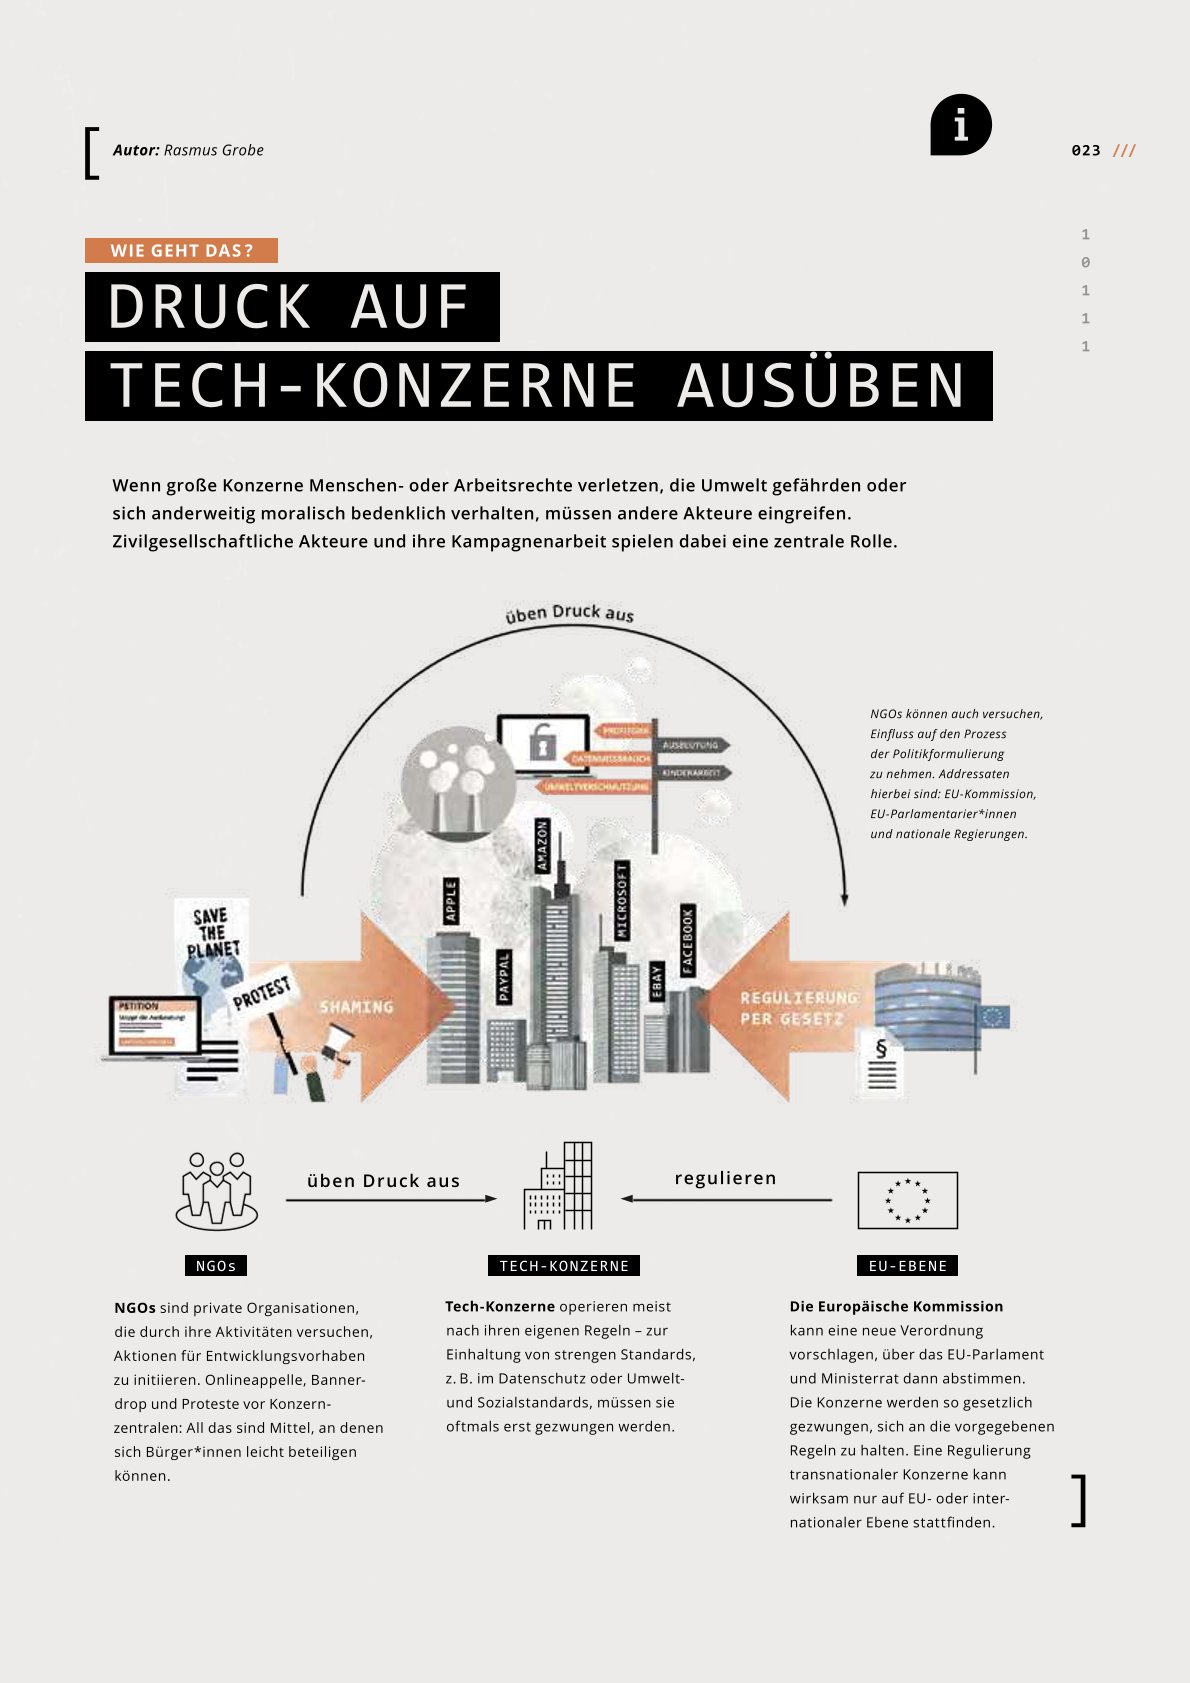 Autor: Rasmus Grobe
i
023 ///
1
0
1
1
1
WIE GEHT DAS?
DRUCK AUF
TECH-KONZERNE AUSÜBEN
Wenn große Konzerne Menschen- oder Arbeitsrechte verletzen, die Umwelt gefährden oder
sich anderweitig moralisch bedenklich verhalten, müssen andere Akteure eingreifen.
Zivilgesellschaftliche Akteure und ihre Kampagnenarbeit spielen dabei eine zentrale Rolle.
üben Druck aus
NGOs können auch versuchen,
Einfluss auf den Prozess
der Politikformulierung
zu nehmen. Addressaten
hierbei sind: EU-Kommission,
EU-Parlamentarier*innen
und nationale Regierungen.
PROFITGIER
AUSBEUTUNG
DATENMISSBRAUCH
KINDERARBEIT
UMWELTVERSCHMUTZUNG
APPLE
PAYPAL
AMAZON
MICROSOFT
EBAY
FACEBOOK
SAVE
THE
PLANET
PROTEST
PETITION
Stoppt die Ausbeutung!
SHAMING
REGULIERUNG
PER GESETZ
§
üben Druck aus
regulieren
NGOs
NGOs sind private Organisationen,
die durch ihre Aktivitäten versuchen,
Aktionen für Entwicklungsvorhaben
zu initiieren. Onlineappelle, Banner-
drop und Proteste vor Konzern-
zentralen: All das sind Mittel, an denen
sich Bürger*innen leicht beteiligen
können.
TECH-KONZERNE
Tech-Konzerne operieren meist
nach ihren eigenen Regeln – zur
Einhaltung von strengen Standards,
z. B. im Datenschutz oder Umwelt-
und Sozialstandards, müssen sie
oftmals erst gezwungen werden.
EU-EBENE
Die Europäische Kommission
kann eine neue Verordnung
vorschlagen, über das EU-Parlament
und Ministerrat dann abstimmen.
Die Konzerne werden so gesetzlich
gezwungen, sich an die vorgegebenen
Regeln zu halten. Eine Regulierung
transnationaler Konzerne kann
wirksam nur auf EU- oder inter-
nationaler Ebene stattfinden.